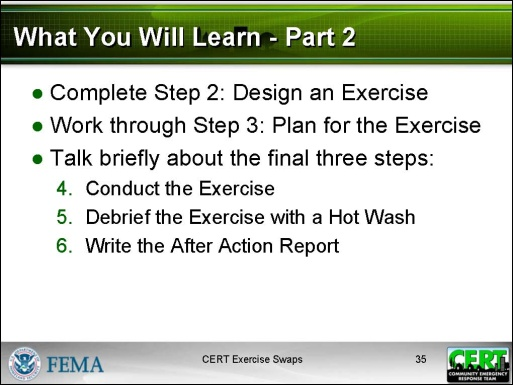 What You Will Learn - Part 2
● Complete Step 2: Design an Exercise
● Work through Step 3: Plan for the Exercise
● Talk briefly about the final three steps:
4. Conduct the Exercise
5. Debrief the Exercise with a Hot Wash
6. Write the After Action Report
FEMA
CERT Exercise Swaps
35
CERT
COMMUNITY EMERGENCY
RESPONSE TEAM